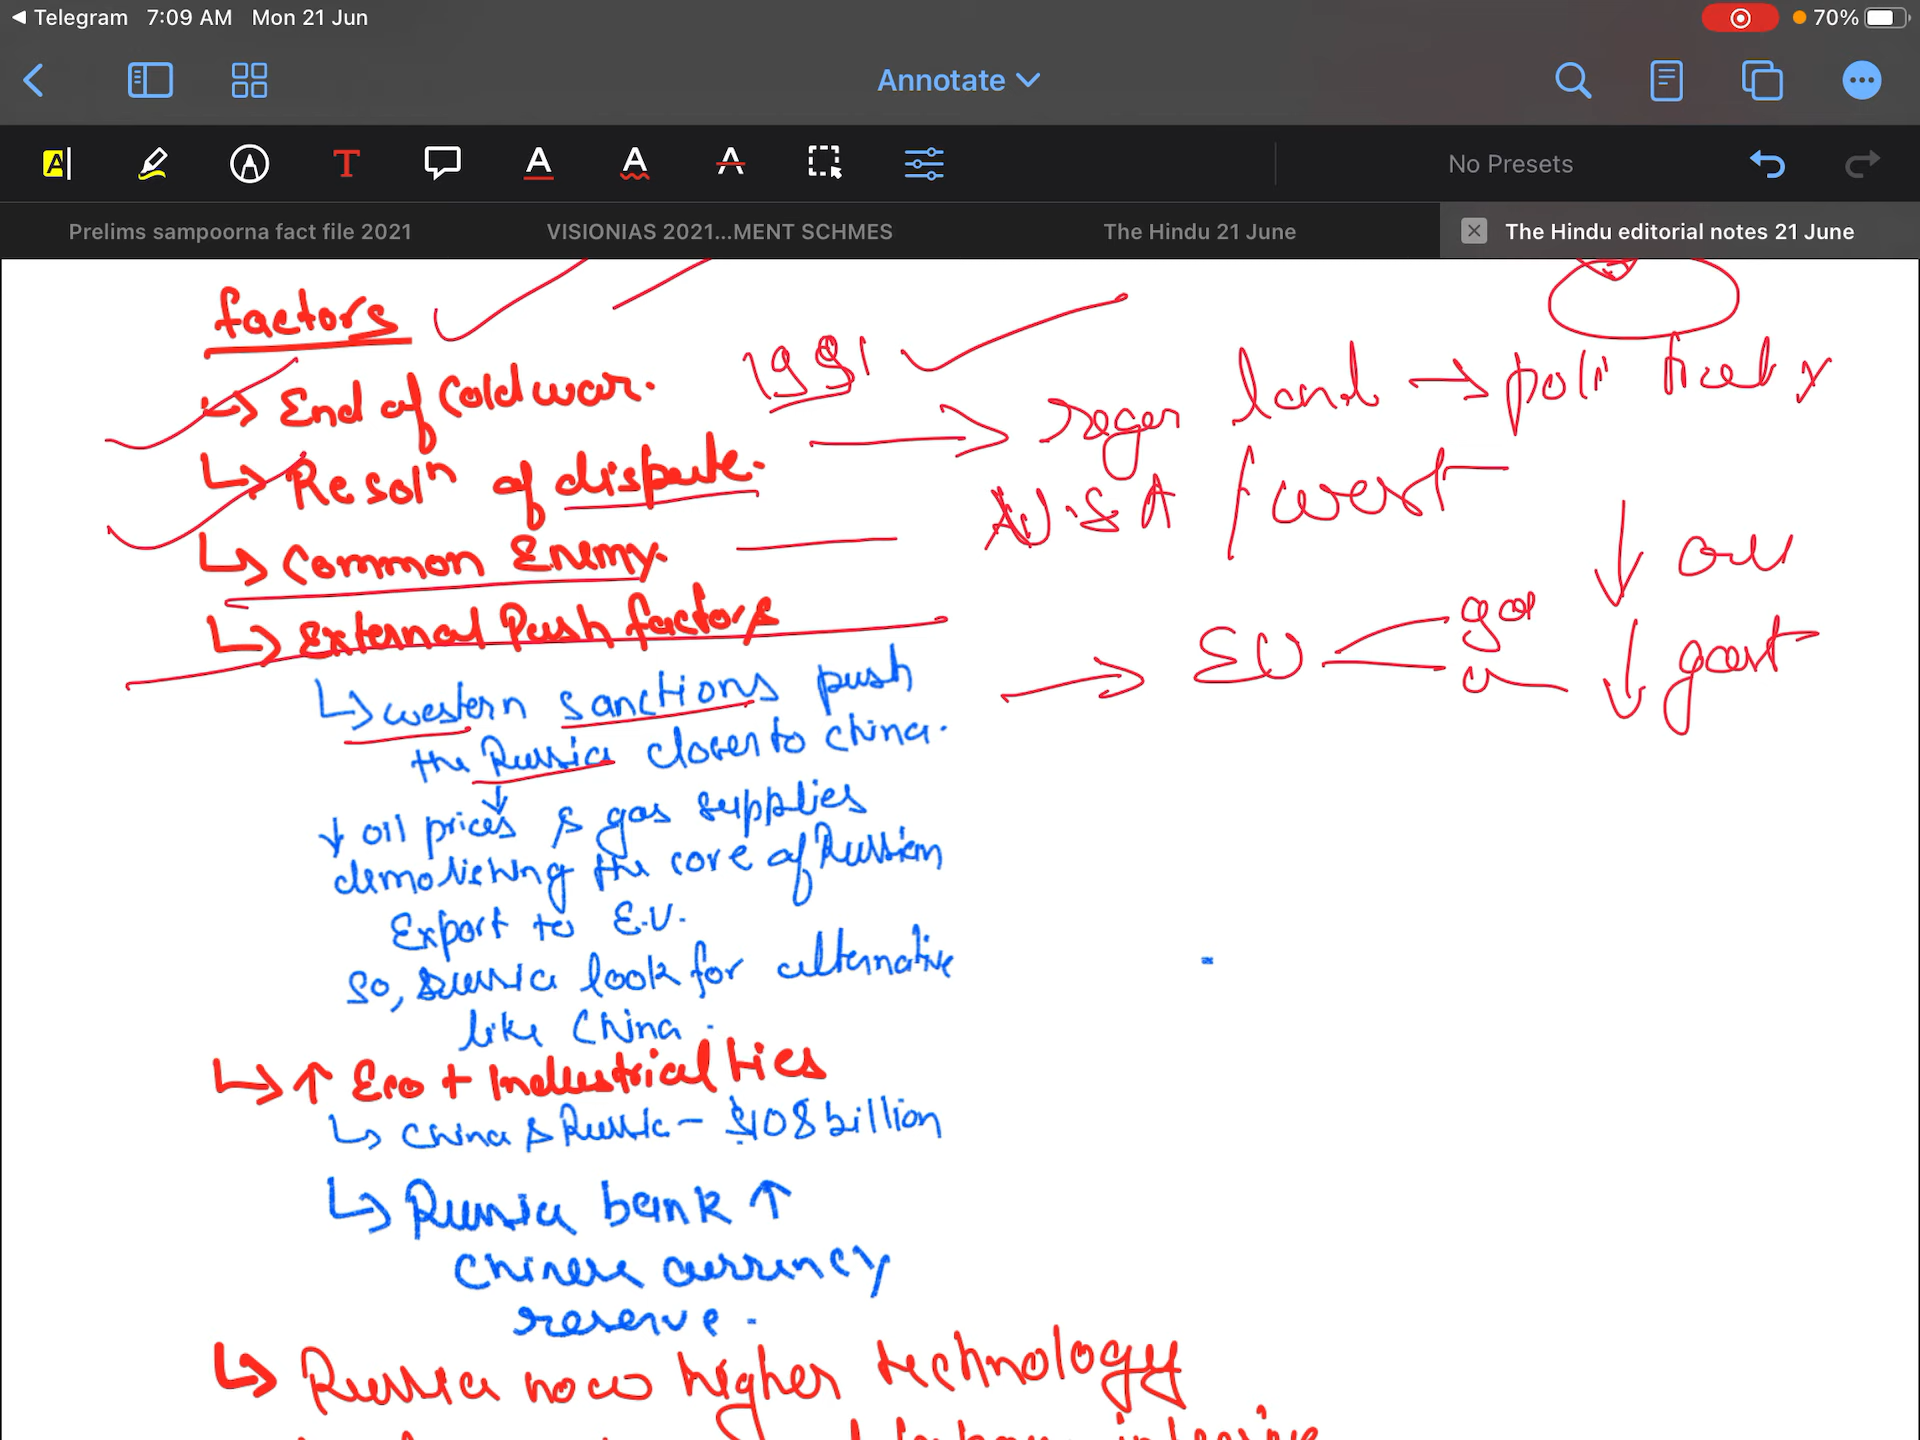 Telegram 7:09 AM Mon 21 Jun 70%
Annotate
A T A A A No Presets
Prelims sampoorna fact file 2021 VISIONIAS 2021...MENT SCHMES The Hindu 21 June The Hindu editorial notes 21 June
factors
↳ End of Cold war. 1991
land → politicaly
↳ Resolⁿ of dispute. →
U.S A / west
↳ Common Enemy.
↓ oil
↳ External Push factors
→ EU gas
↓ gast
↳ western sanctions push
the Russia closer to china.
↓ oil prices & gas supplies
demolishing the core of Russian
Export to E.U.
So, Russia look for alternative
like China.
↳ ↑ Eco + Industrial ties
↳ China & Russia - $108 billion
↳ Russia bank ↑
Chinese currency
reserve.
↳ Russia now higher technology